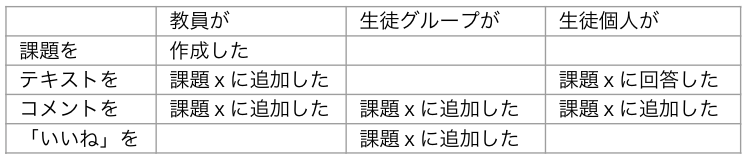 教員が 生徒グループが 生徒個人が
課題を 作成した
テキストを 課題 x に追加した 課題 x に回答した
コメントを 課題 x に追加した 課題 x に追加した 課題 x に追加した
「いいね」を 課題 x に追加した